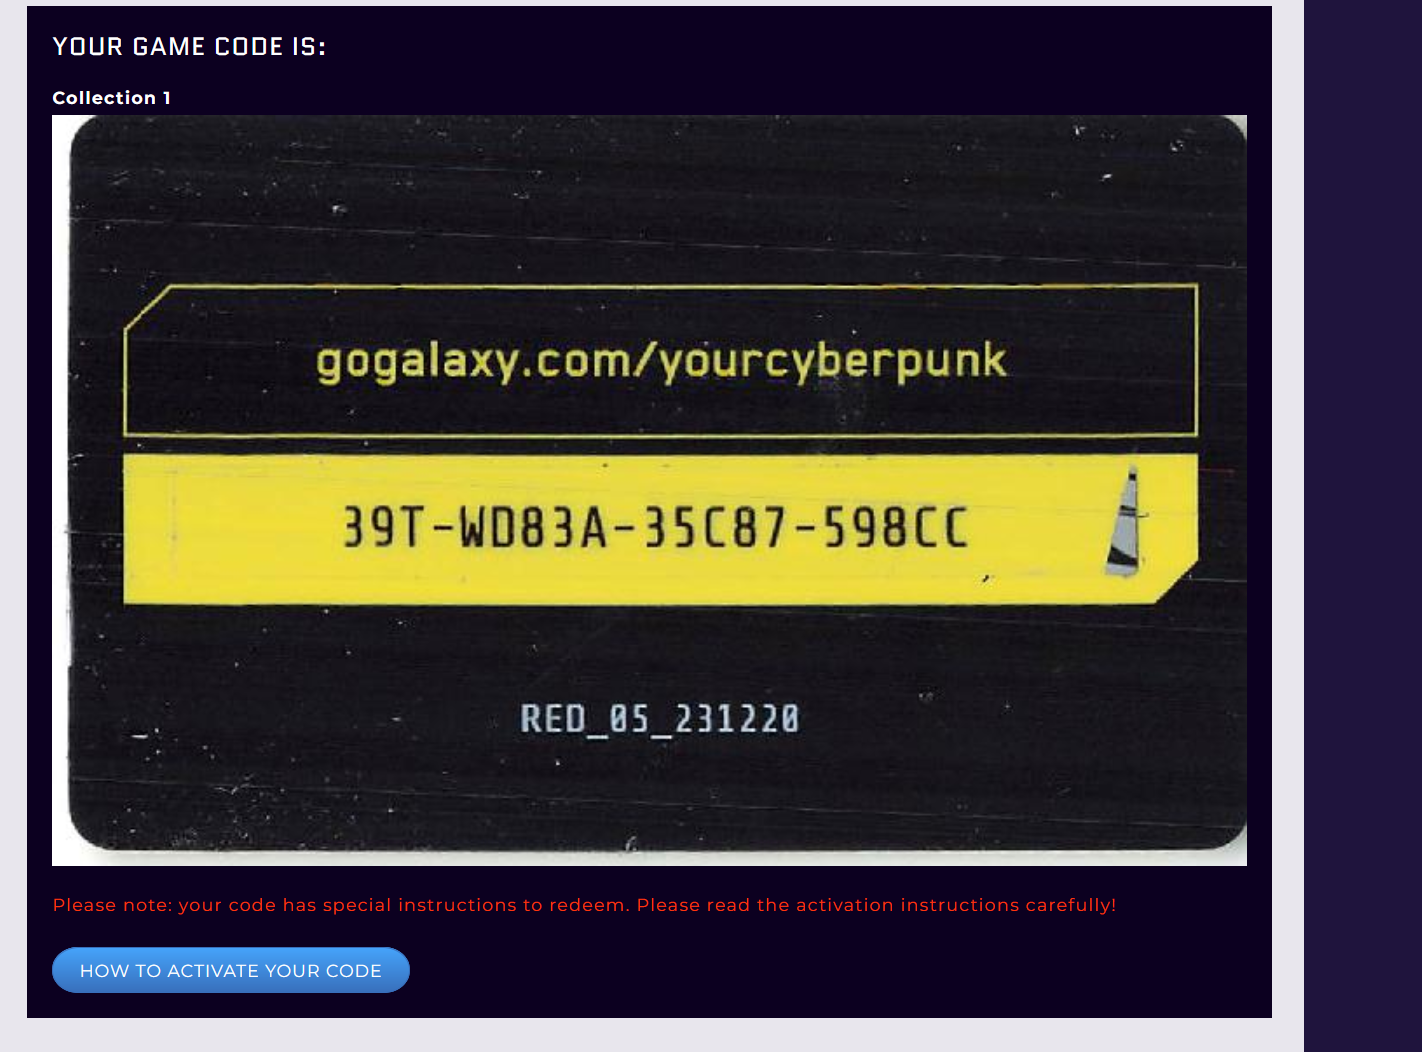 YOUR GAME CODE IS:
Collection 1
gogalaxy.com/yourcyberpunk
39T-WD83A-35C87-598CC
RED_05_231220
Please note: your code has special instructions to redeem. Please read the activation instructions carefully!
HOW TO ACTIVATE YOUR CODE